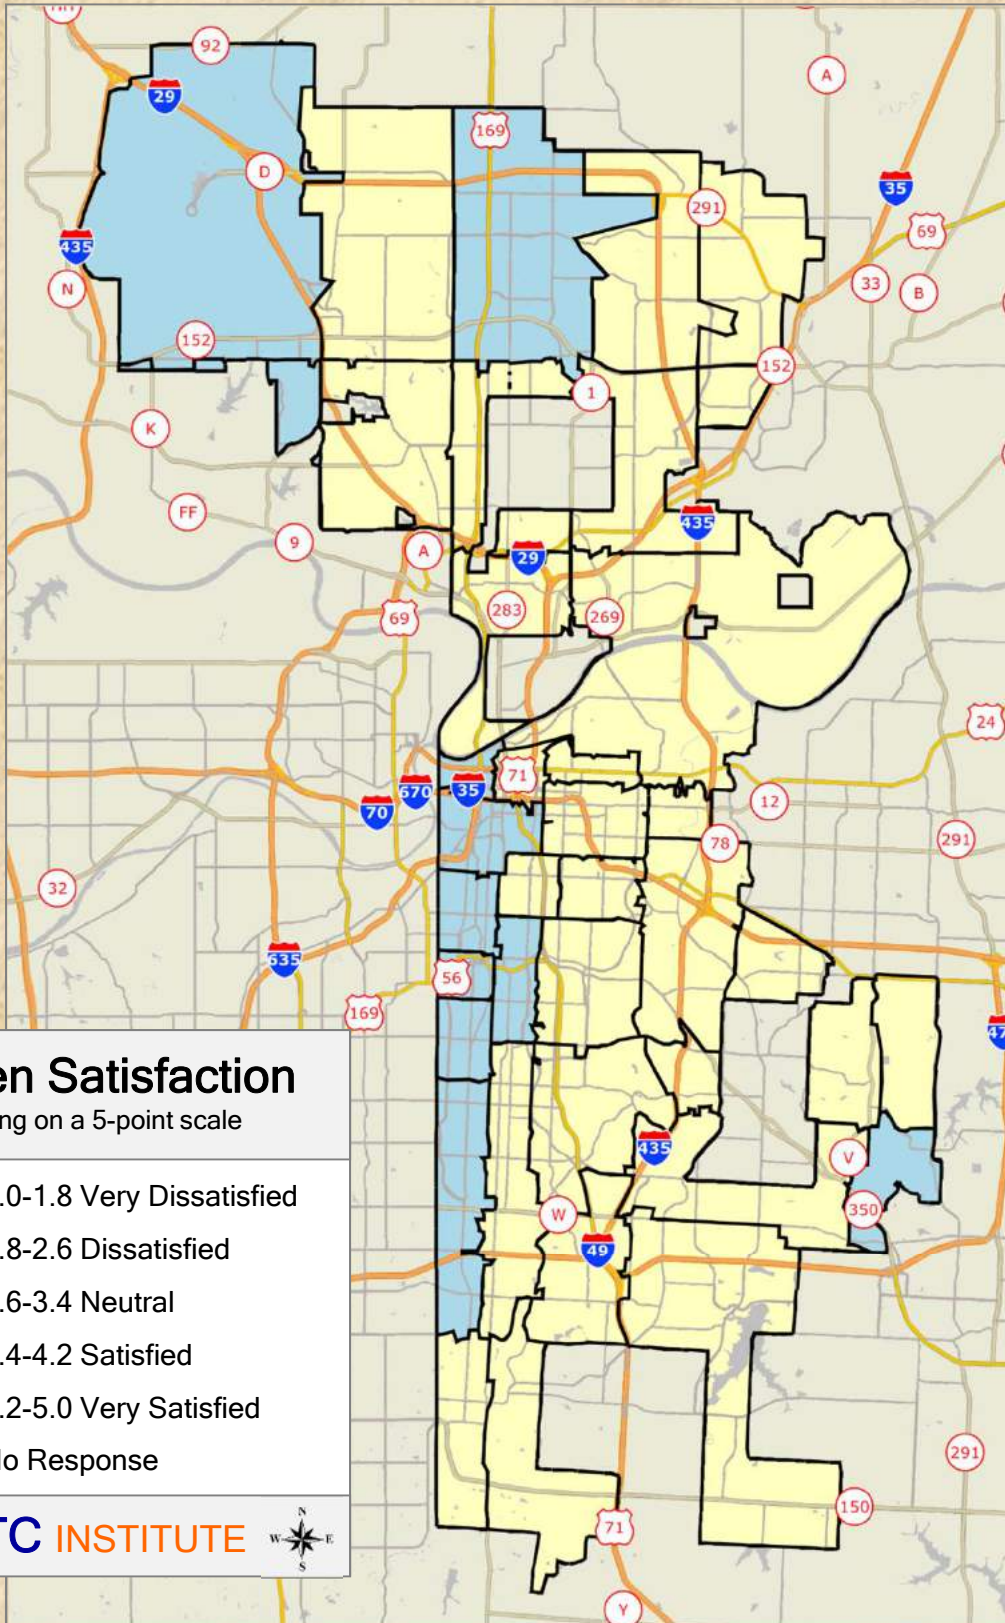 92
29
169
A
D
291
35
69
435
N
33
B
152
152
1
K
FF
435
9
A
29
283
269
69
24
71
670
35
70
12
78
291
32
635
56
169
47
en Satisfaction
ng on a 5-point scale
435
V
.0-1.8 Very Dissatisfied
350
W
.8-2.6 Dissatisfied
49
.6-3.4 Neutral
.4-4.2 Satisfied
.2-5.0 Very Satisfied
lo Response
291
150
TC INSTITUTE
N
W E
S
71
Y